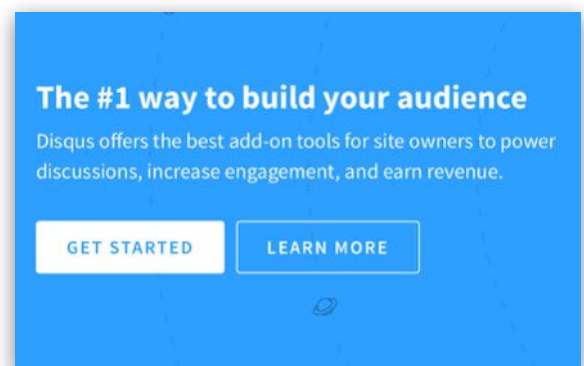 The #1 way to build your audience
Disqus offers the best add-on tools for site owners to power
discussions, increase engagement, and earn revenue.
GET STARTED
LEARN MORE